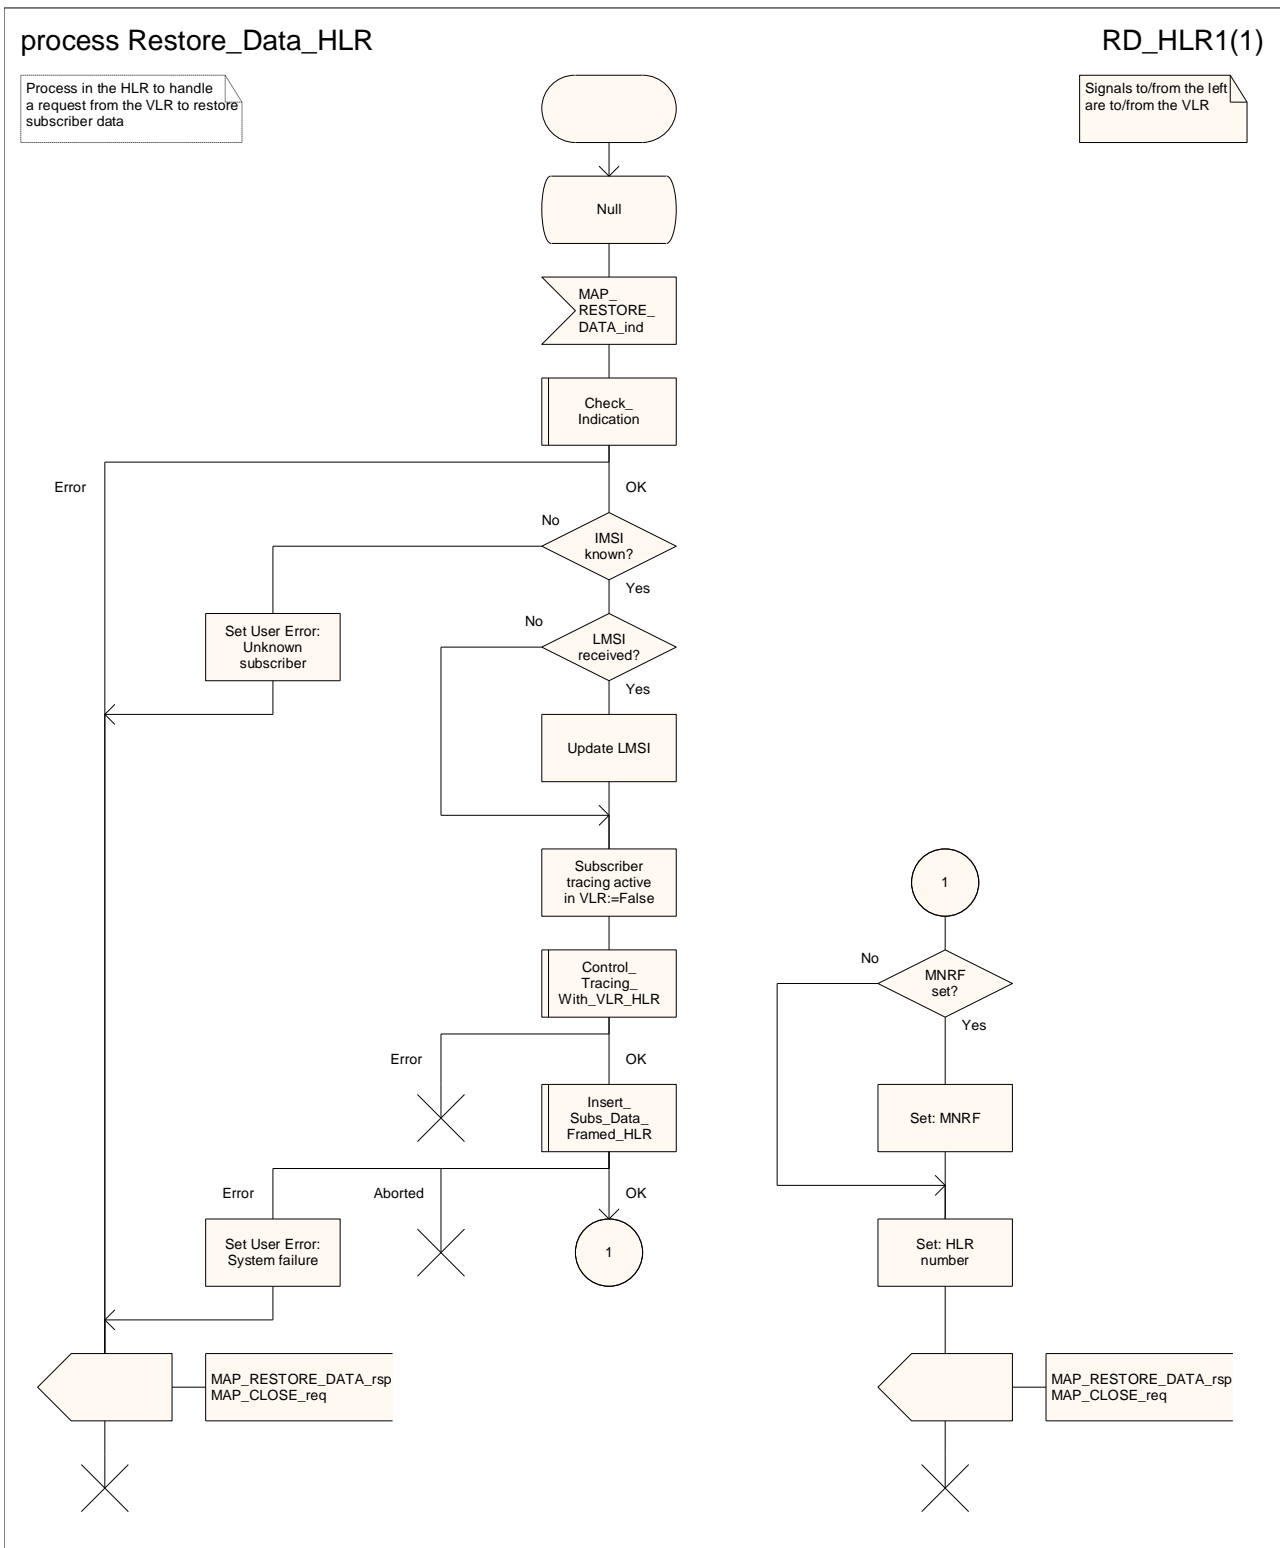 process Restore_Data_HLR
RD_HLR1(1)
Process in the HLR to handle
a request from the VLR to restore
subscriber data
Signals to/from the left
are to/from the VLR
Null
MAP_
RESTORE_
DATA_ind
Check_
Indication
Error
OK
No
IMSI
known?
Yes
Set User Error:
Unknown
subscriber
No
LMSI
received?
Yes
Update LMSI
Subscriber
tracing active
in VLR:=False
Control_
Tracing_
With_VLR_HLR
Error
OK
Insert_
Subs_Data_
Framed_HLR
Error
Aborted
OK
Set User Error:
System failure
1
MAP_RESTORE_DATA_rsp
MAP_CLOSE_req
1
No
MNRF
set?
Yes
Set: MNRF
Set: HLR
number
MAP_RESTORE_DATA_rsp
MAP_CLOSE_req